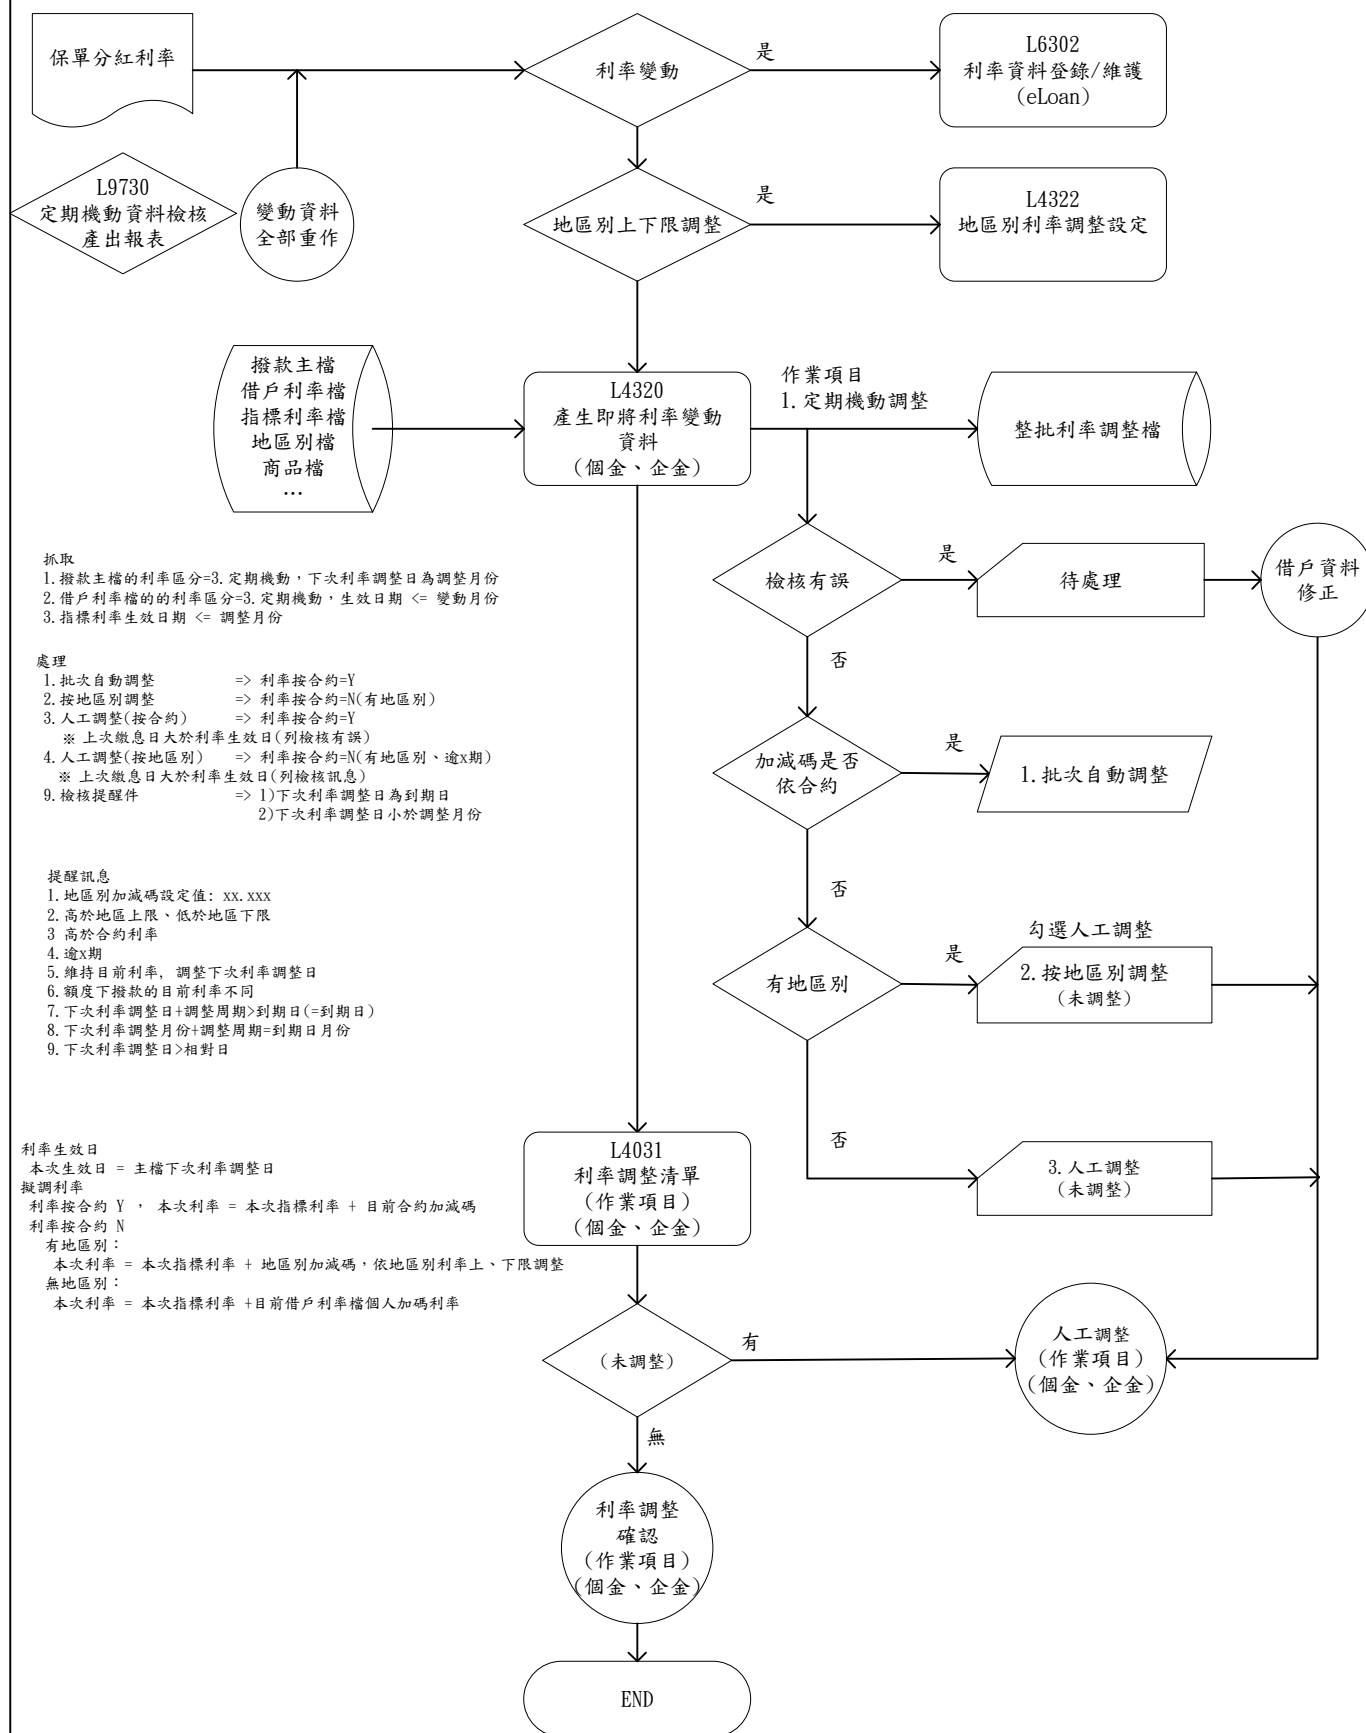 保單分紅利率
利率變動
是
L6302
利率資料登錄/維護
(eLoan)
L9730
定期機動資料檢核
產出報表
變動資料
全部重作
地區別上下限調整
是
L4322
地區別利率調整設定
撥款主檔
借戶利率檔
指標利率檔
地區別檔
商品檔
...
L4320
產生即將利率變動
資料
(個金、企金)
作業項目
1.定期機動調整
整批利率調整檔
抓取
1.撥款主檔的利率區分=3.定期機動，下次利率調整日為調整月份
2.借戶利率檔的的利率區分=3.定期機動，生效日期 <= 變動月份
3.指標利率生效日期 <= 調整月份
檢核有誤
是
待處理
借戶資料
修正
否
處理
1.批次自動調整 => 利率按合約=Y
2.按地區別調整 => 利率按合約=N(有地區別)
3.人工調整(按合約) => 利率按合約=Y
※ 上次繳息日大於利率生效日(列檢核有誤)
4.人工調整(按地區別) => 利率按合約=N(有地區別、逾x期)
※ 上次繳息日大於利率生效日(列檢核訊息)
9.檢核提醒件 => 1)下次利率調整日為到期日
2)下次利率調整日小於調整月份
加減碼是否
依合約
是
1.批次自動調整
否
提醒訊息
1.地區別加減碼設定值: xx.xxx
2.高於地區上限、低於地區下限
3 高於合約利率
4.逾x期
5.維持目前利率, 調整下次利率調整日
6.額度下撥款的目前利率不同
7.下次利率調整日+調整周期>到期日(=到期日)
8.下次利率調整月份+調整周期=到期日月份
9.下次利率調整日>相對日
有地區別
是
勾選人工調整
2.按地區別調整
(未調整)
否
3.人工調整
(未調整)
利率生效日
本次生效日 = 主檔下次利率調整日
擬調利率
利率按合約 Y ， 本次利率 = 本次指標利率 + 目前合約加減碼
利率按合約 N
有地區別：
本次利率 = 本次指標利率 + 地區別加減碼，依地區別利率上、下限調整
無地區別：
本次利率 = 本次指標利率 +目前借戶利率檔個人加碼利率
L4031
利率調整清單
(作業項目)
(個金、企金)
(未調整)
有
人工調整
(作業項目)
(個金、企金)
無
利率調整
確認
(作業項目)
(個金、企金)
END